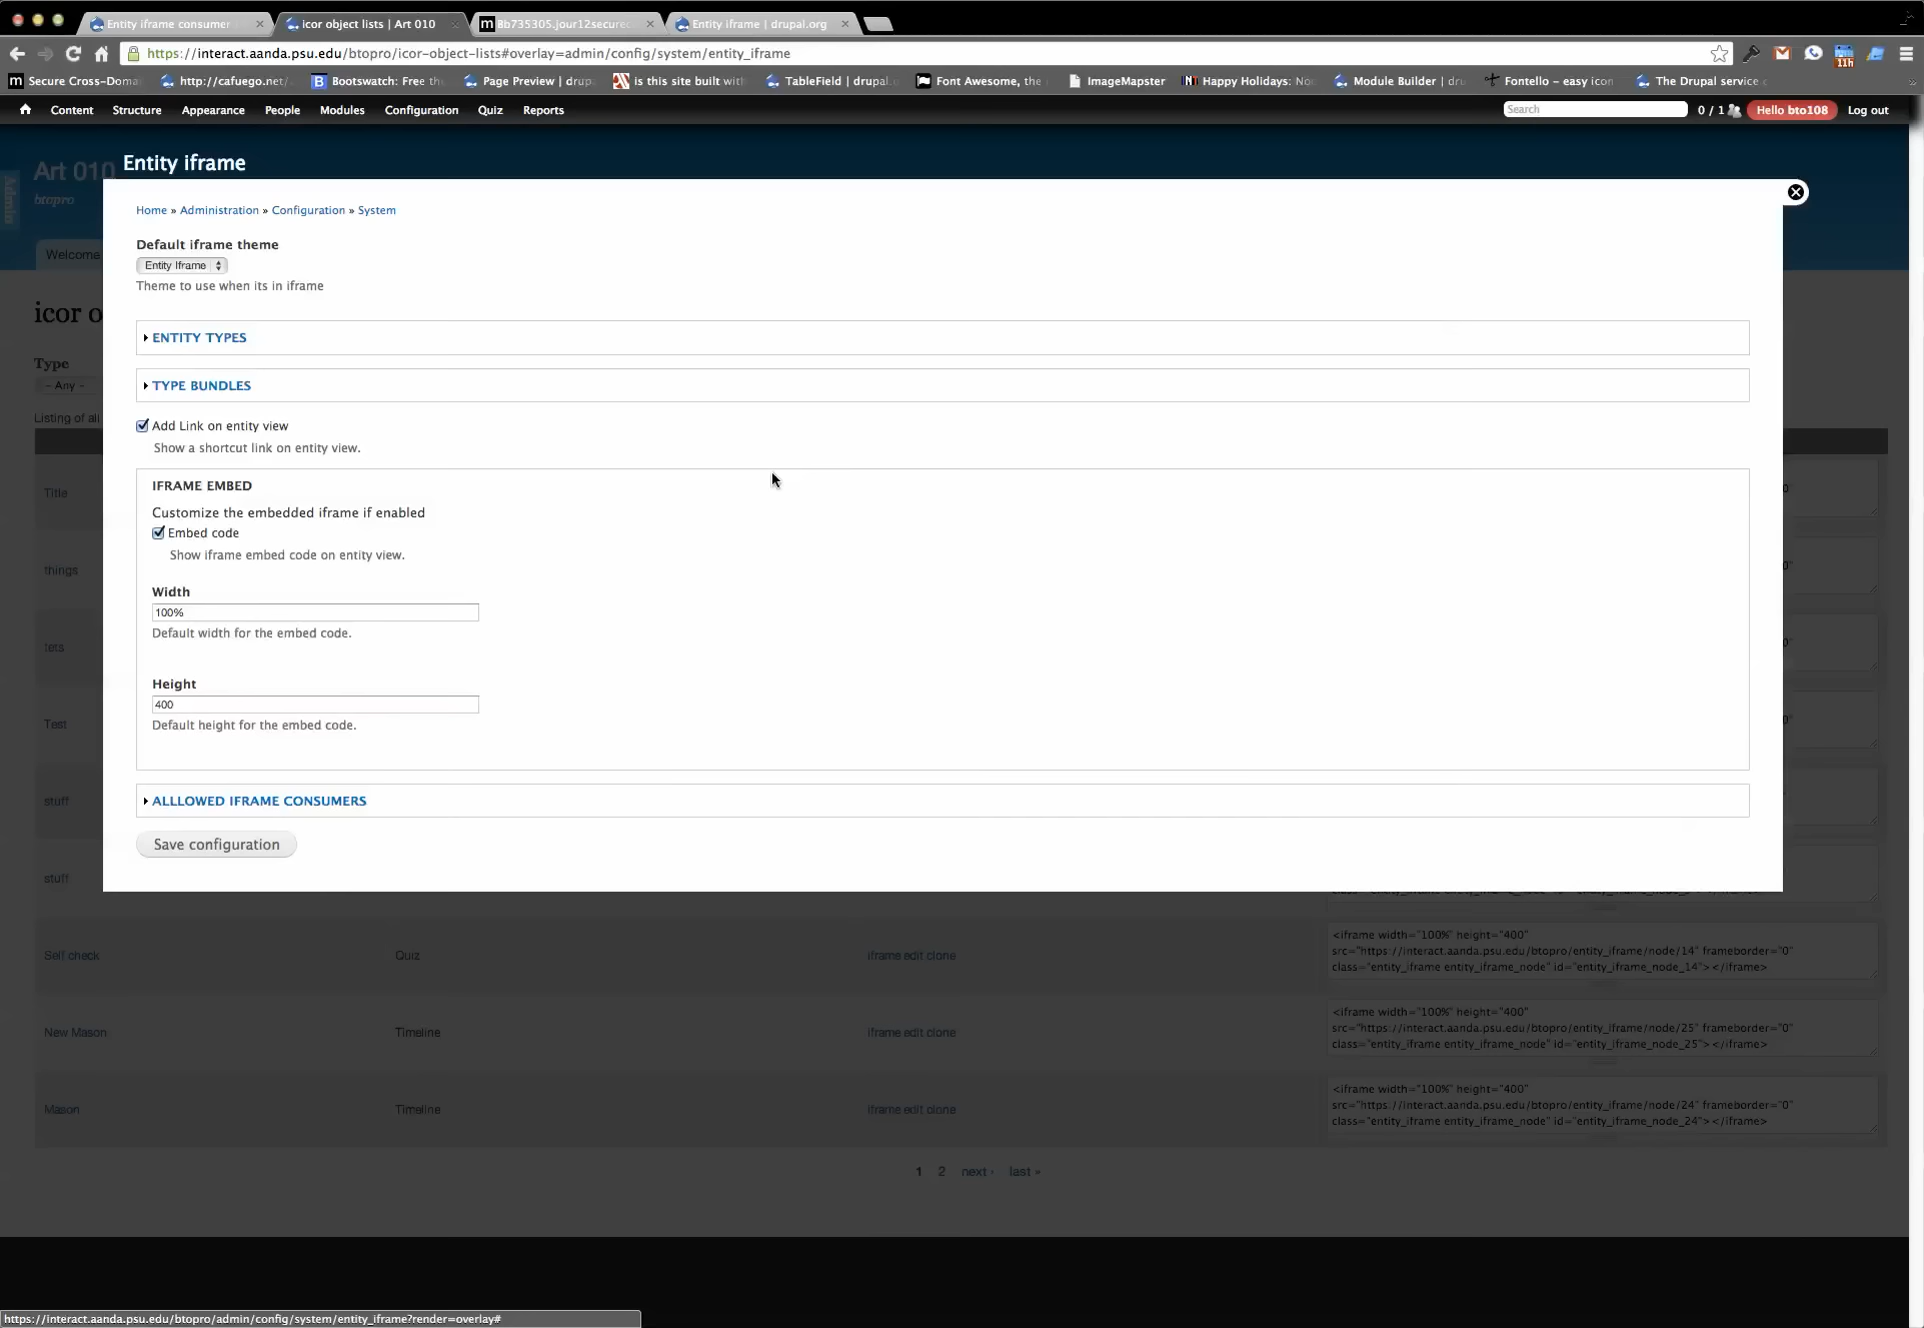 Entity iframe consumer
icor object lists | Art 010
8b735305.jour12secure
Entity iframe | drupal.org
https://interact.aanda.psu.edu/btopro/icor-object-lists#overlay=admin/config/system/entity_iframe
11h
Secure Cross-Doma
http://cafuego.net/
Bootswatch: Free th
Page Preview | drup
is this site built with
TableField | drupal.
Font Awesome, the
ImageMapster
Happy Holidays: No
Module Builder | dru
Fontello - easy icon
The Drupal service
Content Structure Appearance People Modules Configuration Quiz Reports
Search
0 / 1
Hello bto108
Log out
Art 010
btopro
Admin
Entity iframe
Welcome
Home » Administration » Configuration » System
Default iframe theme
Entity Iframe
Theme to use when its in iframe
icor o
Type
- Any -
Listing of all
ENTITY TYPES
TYPE BUNDLES
Add Link on entity view
Show a shortcut link on entity view.
IFRAME EMBED
Customize the embedded iframe if enabled
Embed code
Show iframe embed code on entity view.
Width
100%
Default width for the embed code.
Height
400
Default height for the embed code.
ALLLOWED IFRAME CONSUMERS
Save configuration
Title
things
Test
stuff
stuff
Self check Quiz iframe edit clone
<iframe width="100%" height="400"
src="https://interact.aanda.psu.edu/btopro/entity_iframe/node/14" frameborder="0"
class="entity_iframe entity_iframe_node" id="entity_iframe_node_14"></iframe>
New Mason Timeline iframe edit clone
<iframe width="100%" height="400"
src="https://interact.aanda.psu.edu/btopro/entity_iframe/node/25" frameborder="0"
class="entity_iframe entity_iframe_node" id="entity_iframe_node_25"></iframe>
Mason Timeline iframe edit clone
<iframe width="100%" height="400"
src="https://interact.aanda.psu.edu/btopro/entity_iframe/node/24" frameborder="0"
class="entity_iframe entity_iframe_node" id="entity_iframe_node_24"></iframe>
1 2 next › last »
https://interact.aanda.psu.edu/btopro/admin/config/system/entity_iframe?render=overlay#